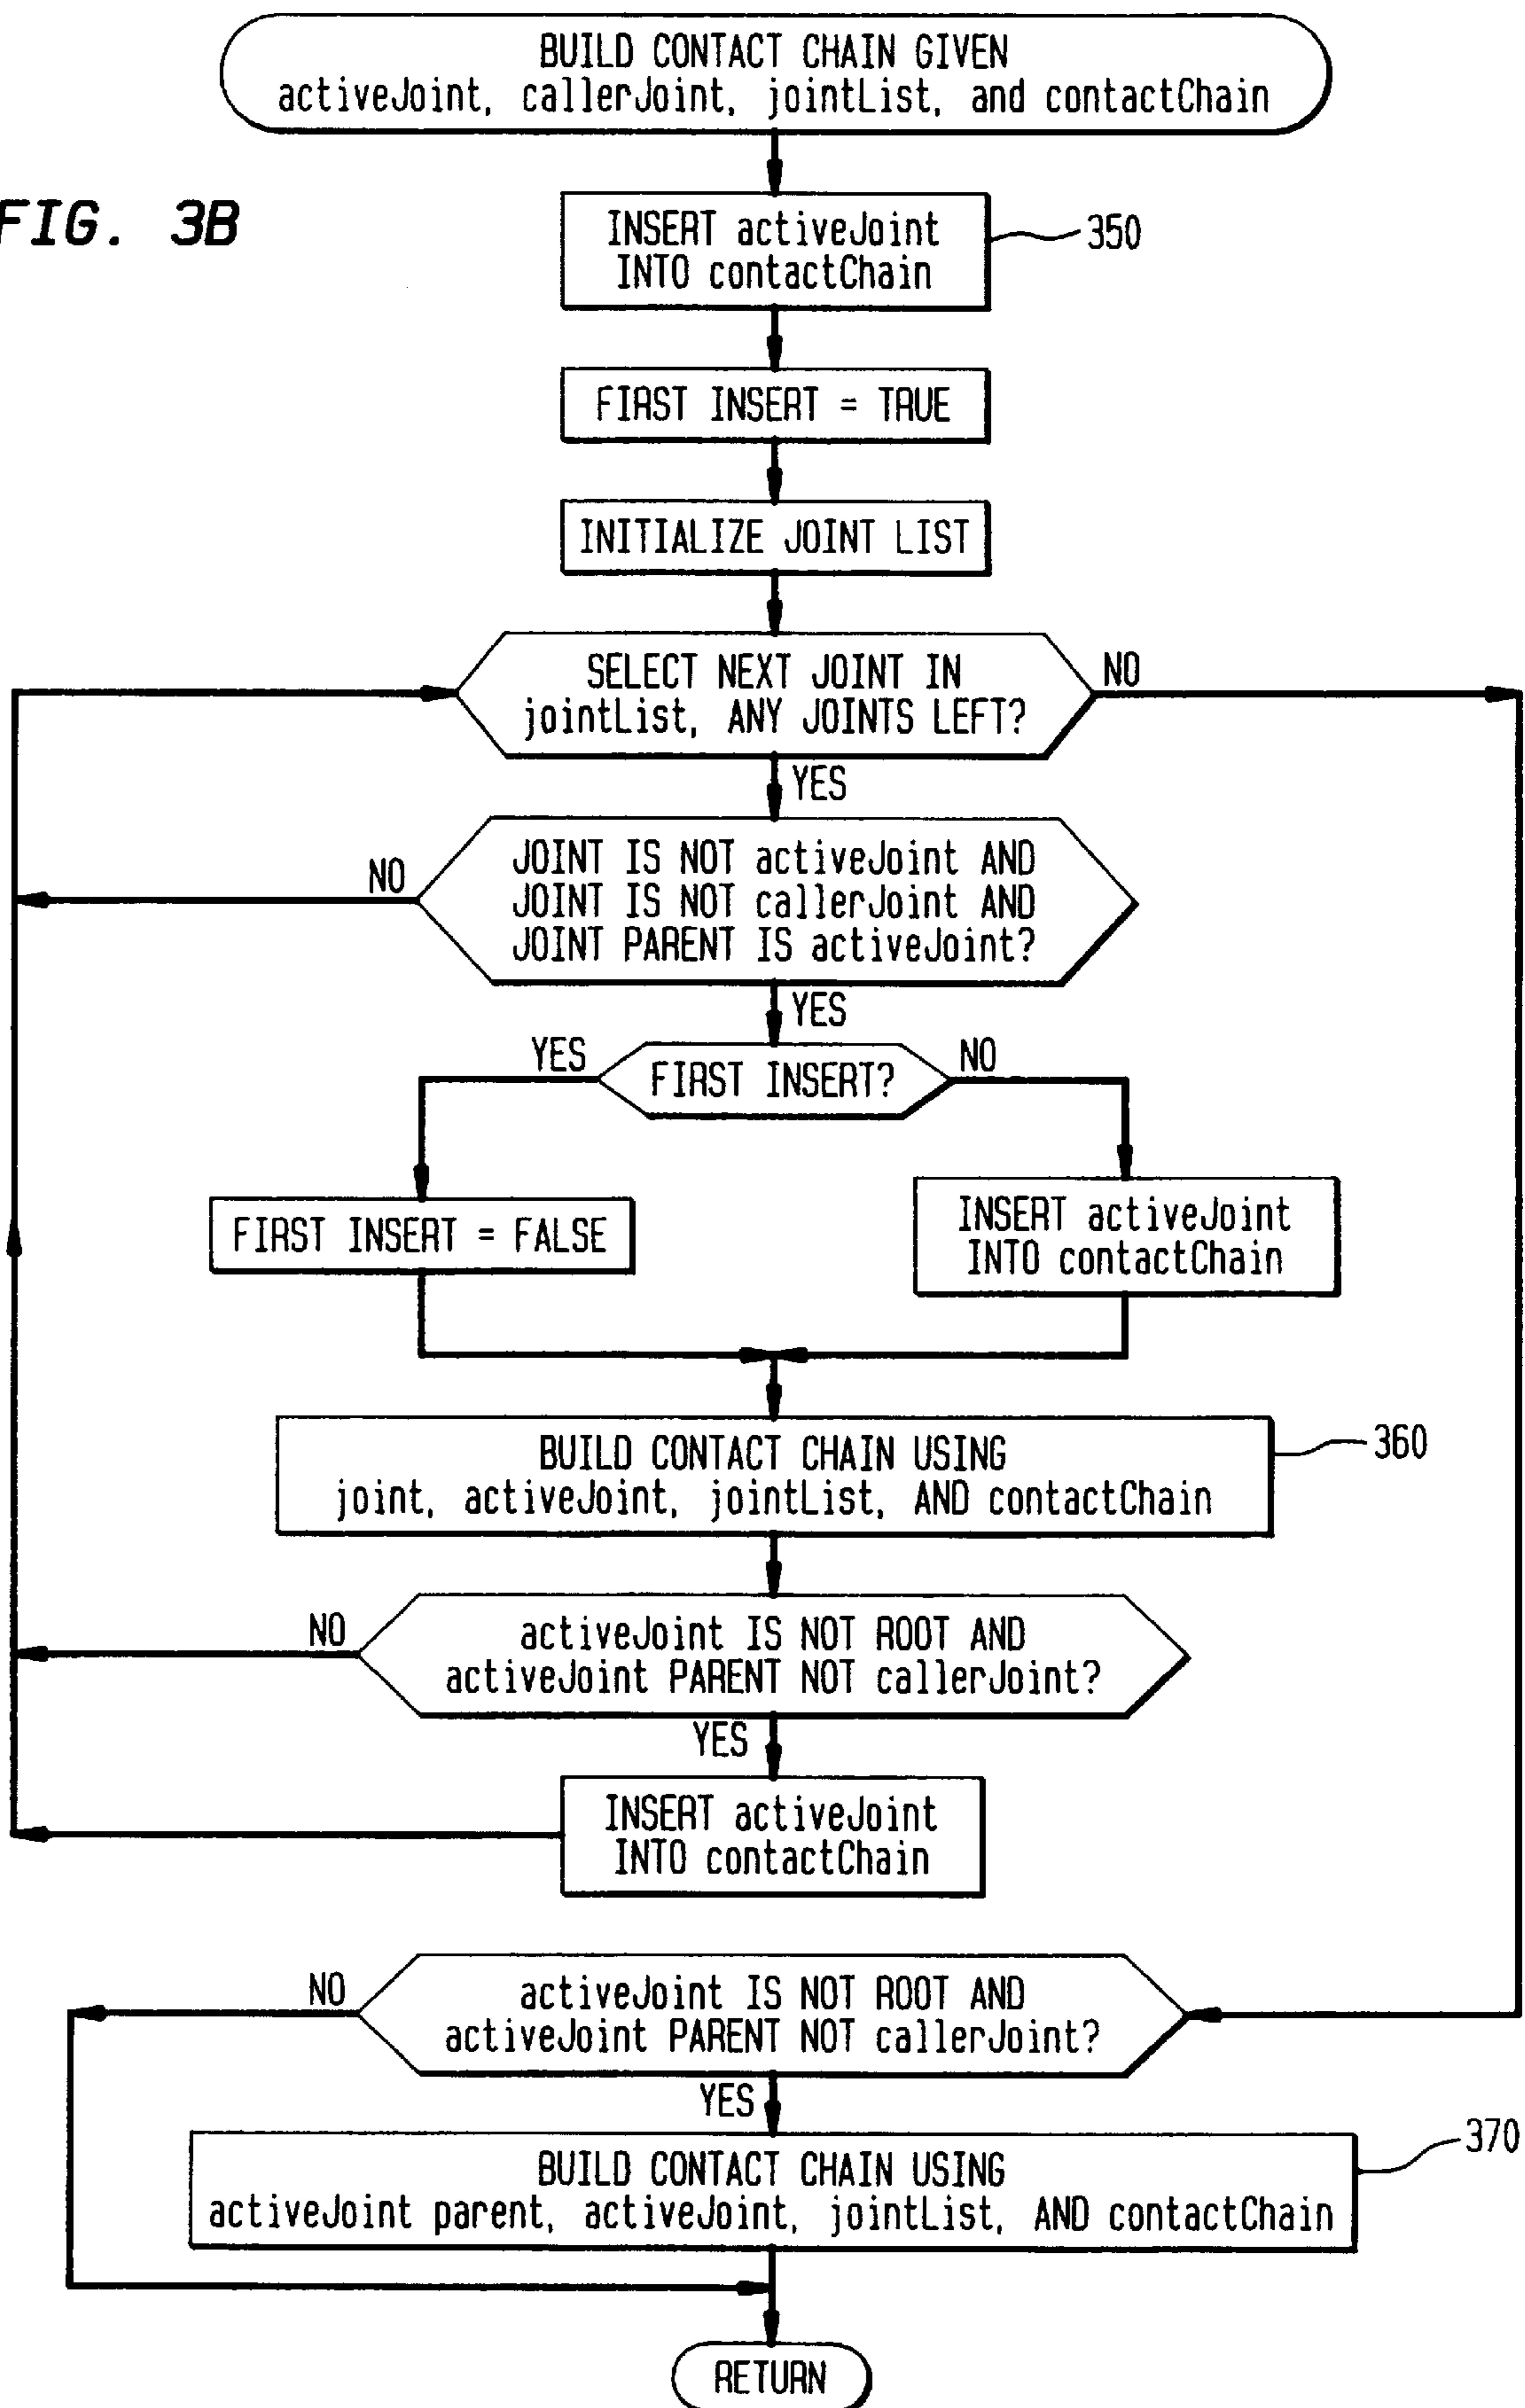 BUILD CONTACT CHAIN GIVEN
activeJoint, callerJoint, jointList, and contactChain
FIG. 3B
INSERT activeJoint
INTO contactChain
350
FIRST INSERT = TRUE
INITIALIZE JOINT LIST
SELECT NEXT JOINT IN
jointList, ANY JOINTS LEFT?
NO
YES
JOINT IS NOT activeJoint AND
JOINT IS NOT callerJoint AND
JOINT PARENT IS activeJoint?
NO
YES
YES
FIRST INSERT?
NO
FIRST INSERT = FALSE
INSERT activeJoint
INTO contactChain
BUILD CONTACT CHAIN USING
joint, activeJoint, jointList, AND contactChain
360
NO
activeJoint IS NOT ROOT AND
activeJoint PARENT NOT callerJoint?
YES
INSERT activeJoint
INTO contactChain
NO
activeJoint IS NOT ROOT AND
activeJoint PARENT NOT callerJoint?
YES
BUILD CONTACT CHAIN USING
activeJoint parent, activeJoint, jointList, AND contactChain
370
RETURN